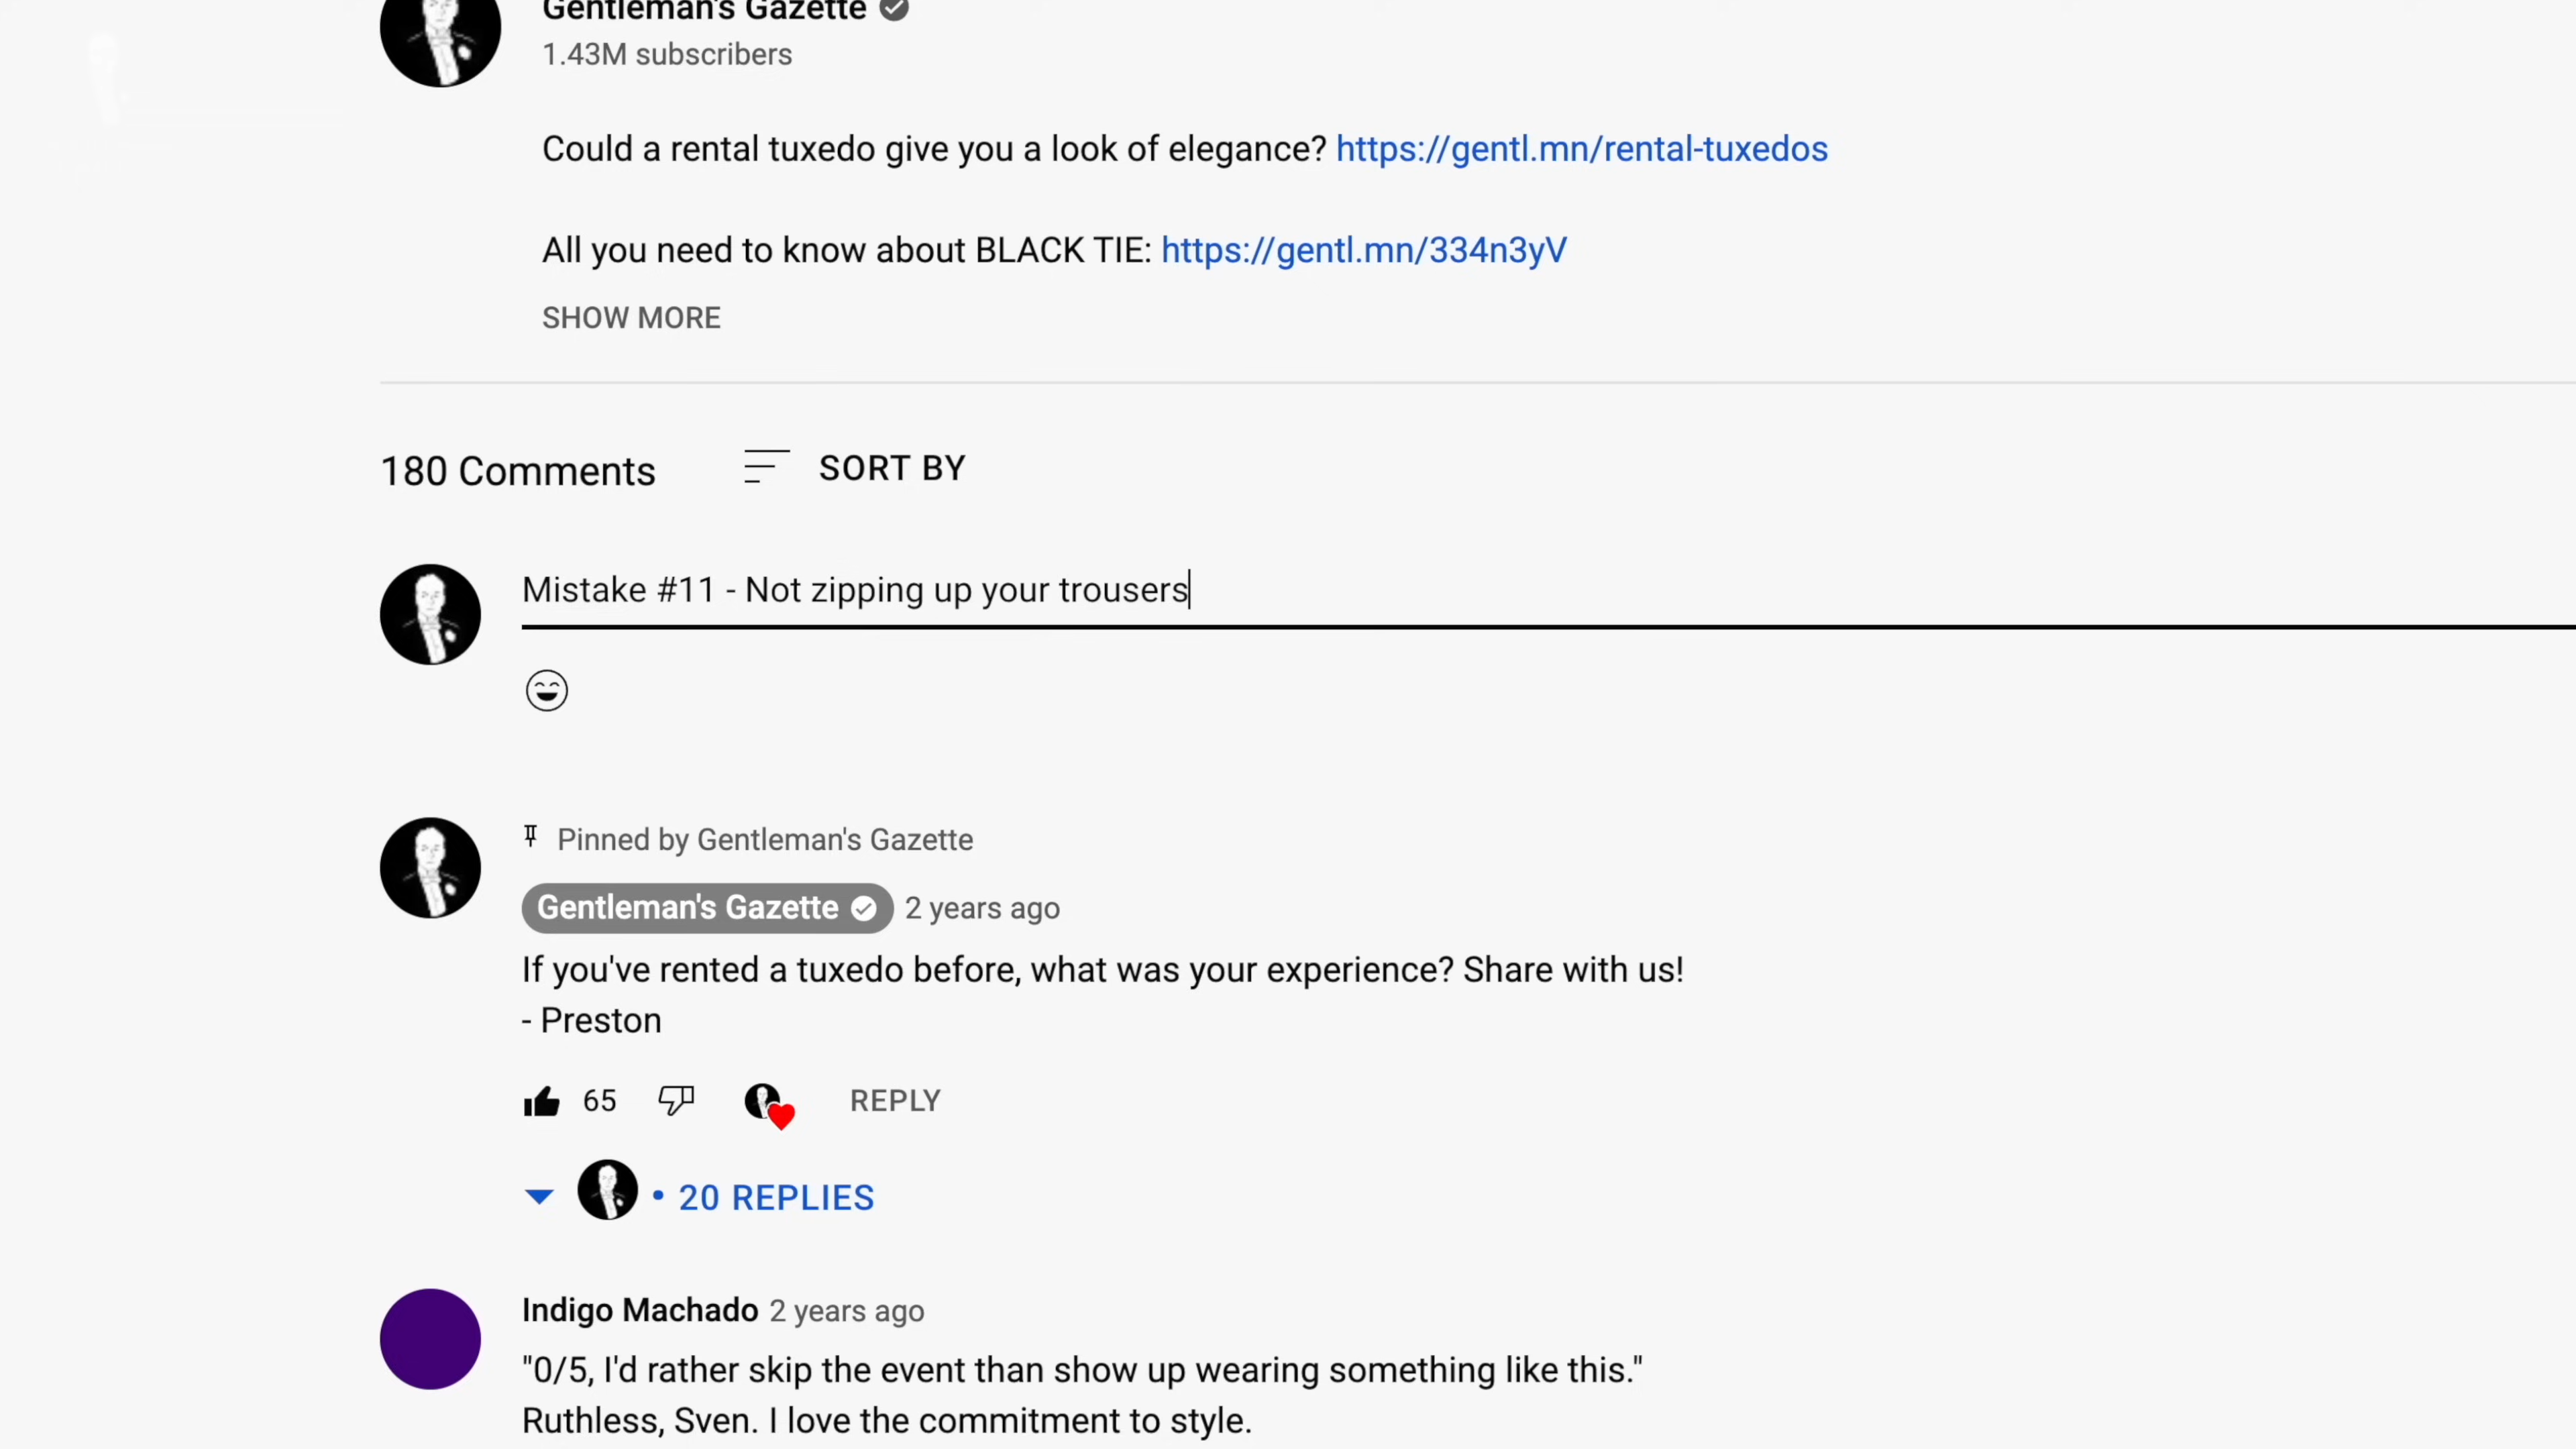 Gentleman's Gazette
1.43M subscribers
Could a rental tuxedo give you a look of elegance? https://gentl.mn/rental-tuxedos
All you need to know about BLACK TIE: https://gentl.mn/334n3yV
SHOW MORE
180 Comments SORT BY
Mistake #11 - Not zipping up your trousers
Pinned by Gentleman's Gazette
Gentleman's Gazette 2 years ago
If you've rented a tuxedo before, what was your experience? Share with us!
- Preston
65 REPLY
• 20 REPLIES
Indigo Machado 2 years ago
"0/5, I'd rather skip the event than show up wearing something like this."
Ruthless, Sven. I love the commitment to style.